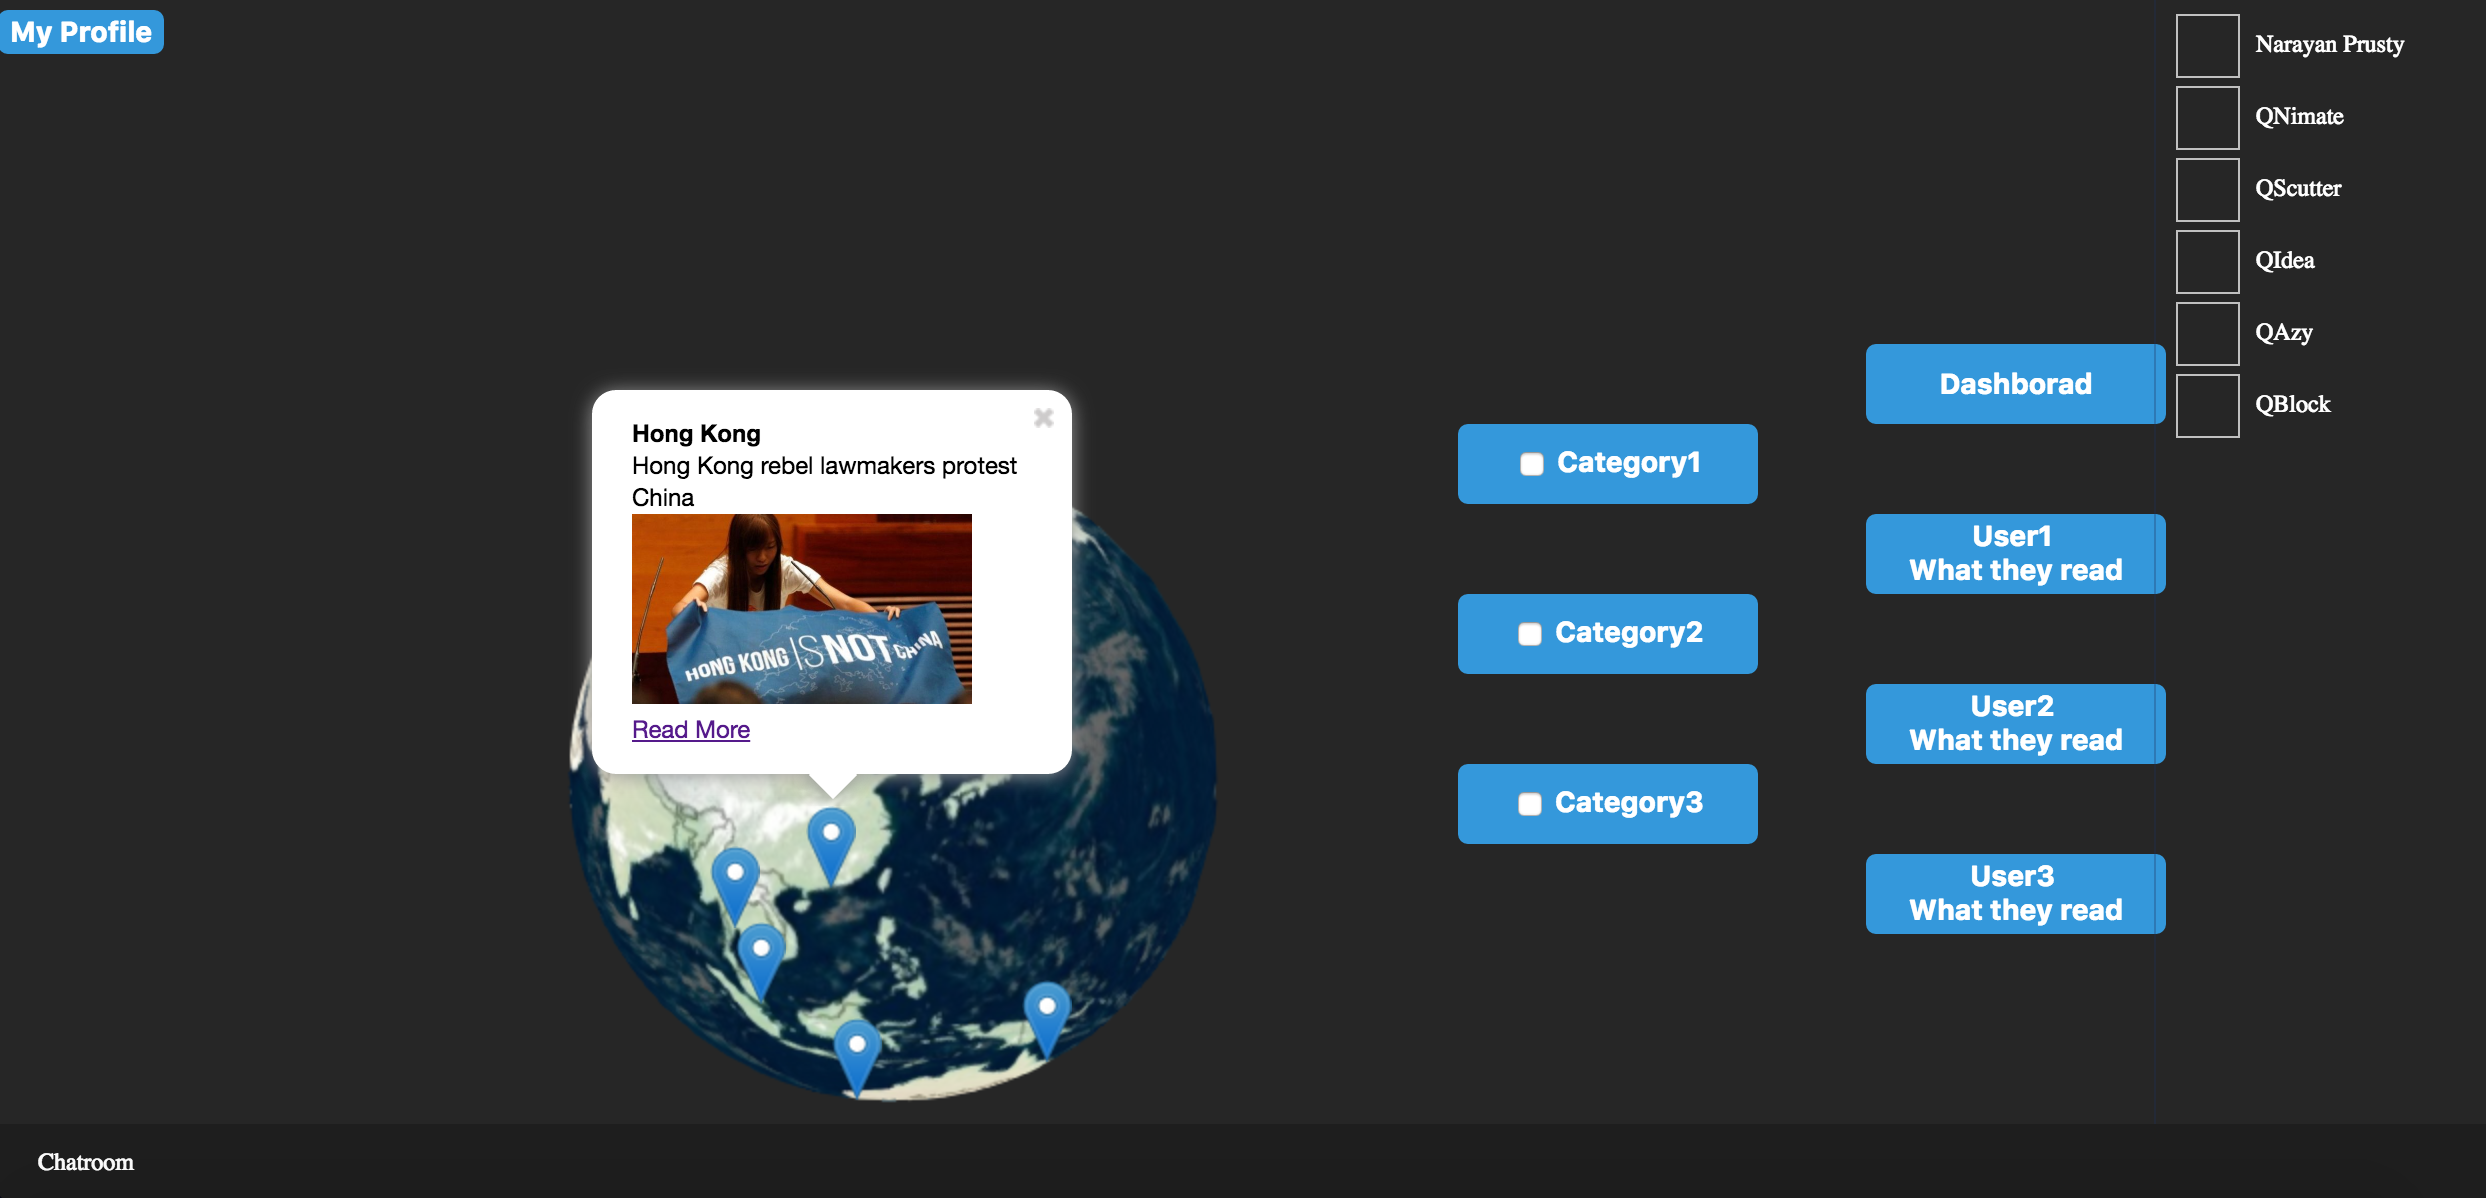 My Profile
Narayan Prusty
QNimate
QScutter
QIdea
QAzy
QBlock
Dashborad
Hong Kong
Hong Kong rebel lawmakers protest
China
HONG KONG IS NOT CHINA
Read More
Category1
Category2
Category3
User1
What they read
User2
What they read
User3
What they read
Chatroom